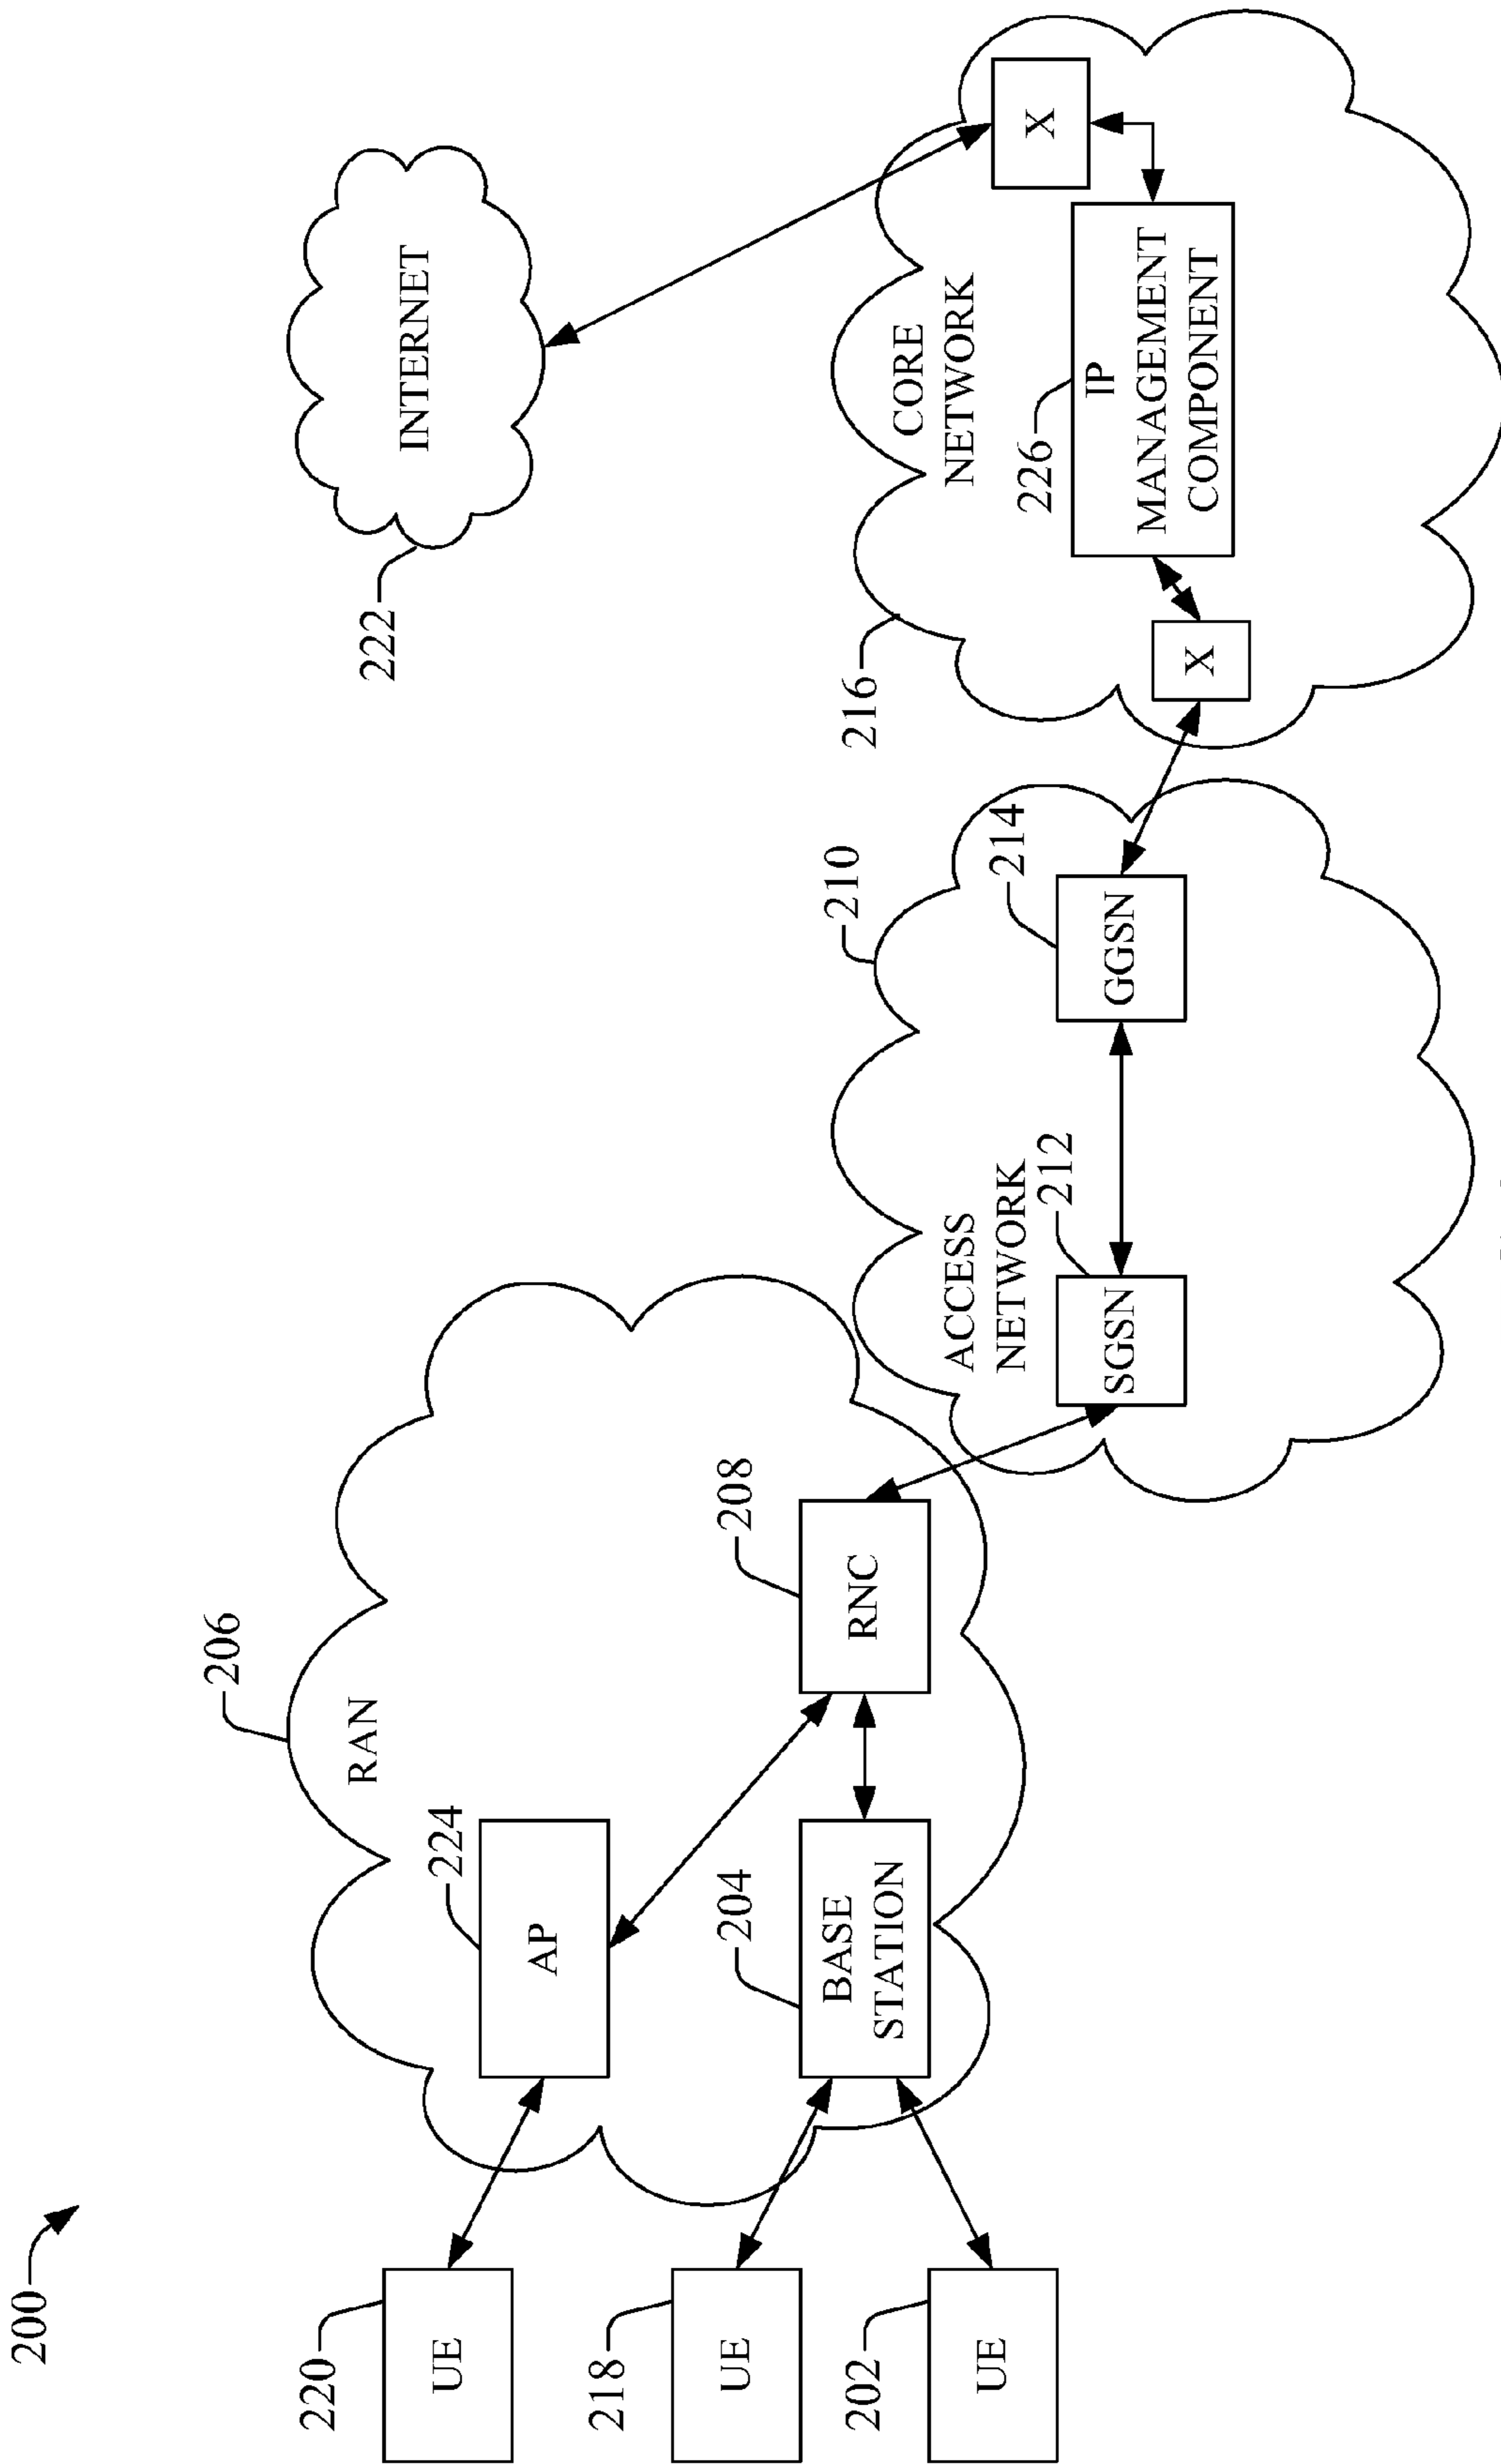 200
220
UE
218
UE
202
UE
206
RAN
224
AP
204
BASE
STATION
208
RNC
210
ACCESS
NETWORK
212
SGSN
214
GGSN
216
CORE
NETWORK
X
226
IP
MANAGEMENT
COMPONENT
X
222
INTERNET